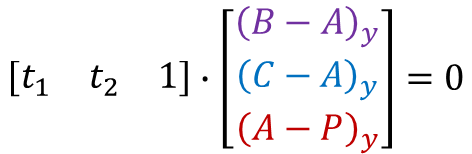 (B − A)y
[t1 t2 1] · (C − A)y = 0
(A − P)y